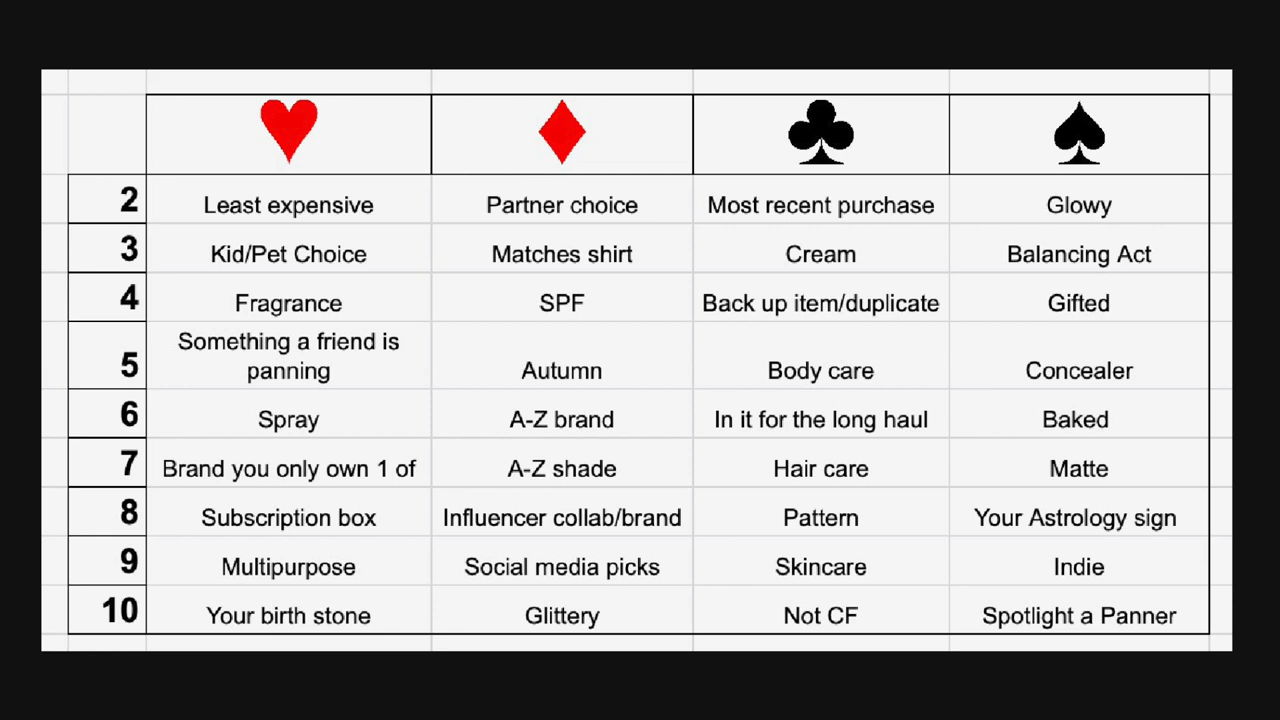 ♥ ♦ ♣ ♠
2 Least expensive Partner choice Most recent purchase Glowy
3 Kid/Pet Choice Matches shirt Cream Balancing Act
4 Fragrance SPF Back up item/duplicate Gifted
5 Something a friend is panning Autumn Body care Concealer
6 Spray A-Z brand In it for the long haul Baked
7 Brand you only own 1 of A-Z shade Hair care Matte
8 Subscription box Influencer collab/brand Pattern Your Astrology sign
9 Multipurpose Social media picks Skincare Indie
10 Your birth stone Glittery Not CF Spotlight a Panner